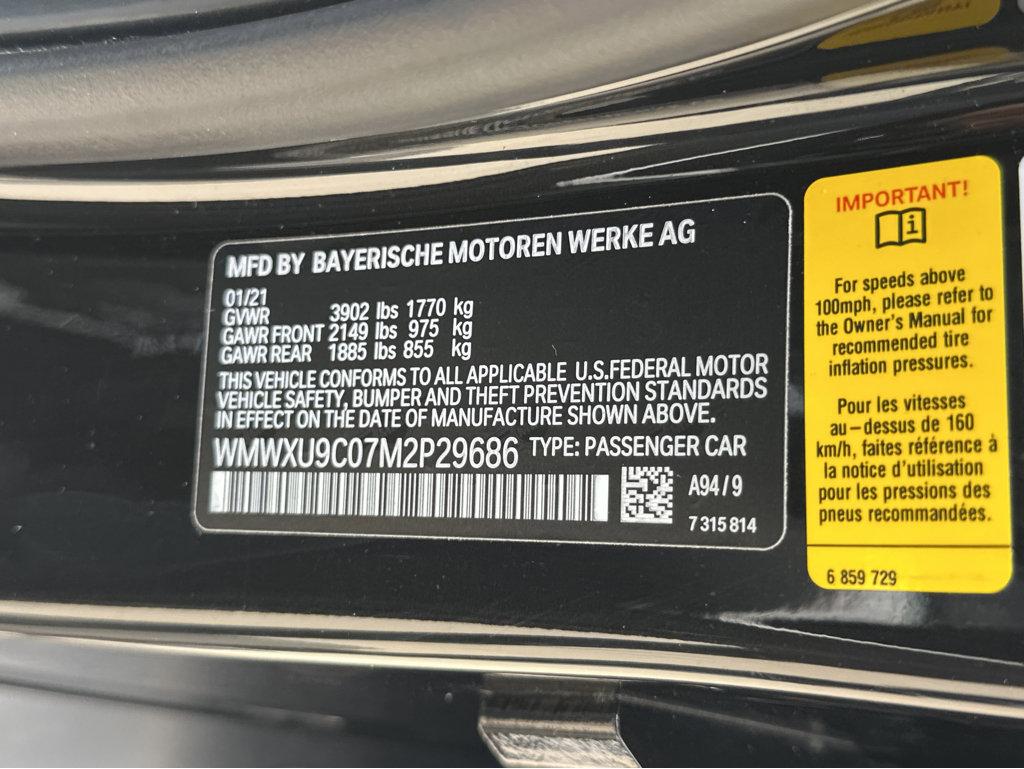 MFD BY BAYERISCHE MOTOREN WERKE AG
01/21
GVWR 3902 lbs 1770 kg
GAWR FRONT 2149 lbs 975 kg
GAWR REAR 1885 lbs 855 kg
THIS VEHICLE CONFORMS TO ALL APPLICABLE U.S.FEDERAL MOTOR
VEHICLE SAFETY, BUMPER AND THEFT PREVENTION STANDARDS
IN EFFECT ON THE DATE OF MANUFACTURE SHOWN ABOVE.
WMWXU9C07M2P29686 TYPE: PASSENGER CAR
A94/9
7 315 814
IMPORTANT!
i
For speeds above
100mph, please refer to
the Owner's Manual for
recommended tire
inflation pressures.
Pour les vitesses
au-dessus de 160
km/h, faites référence à
la notice d'utilisation
pour les pressions des
pneus recommandées.
6 859 729